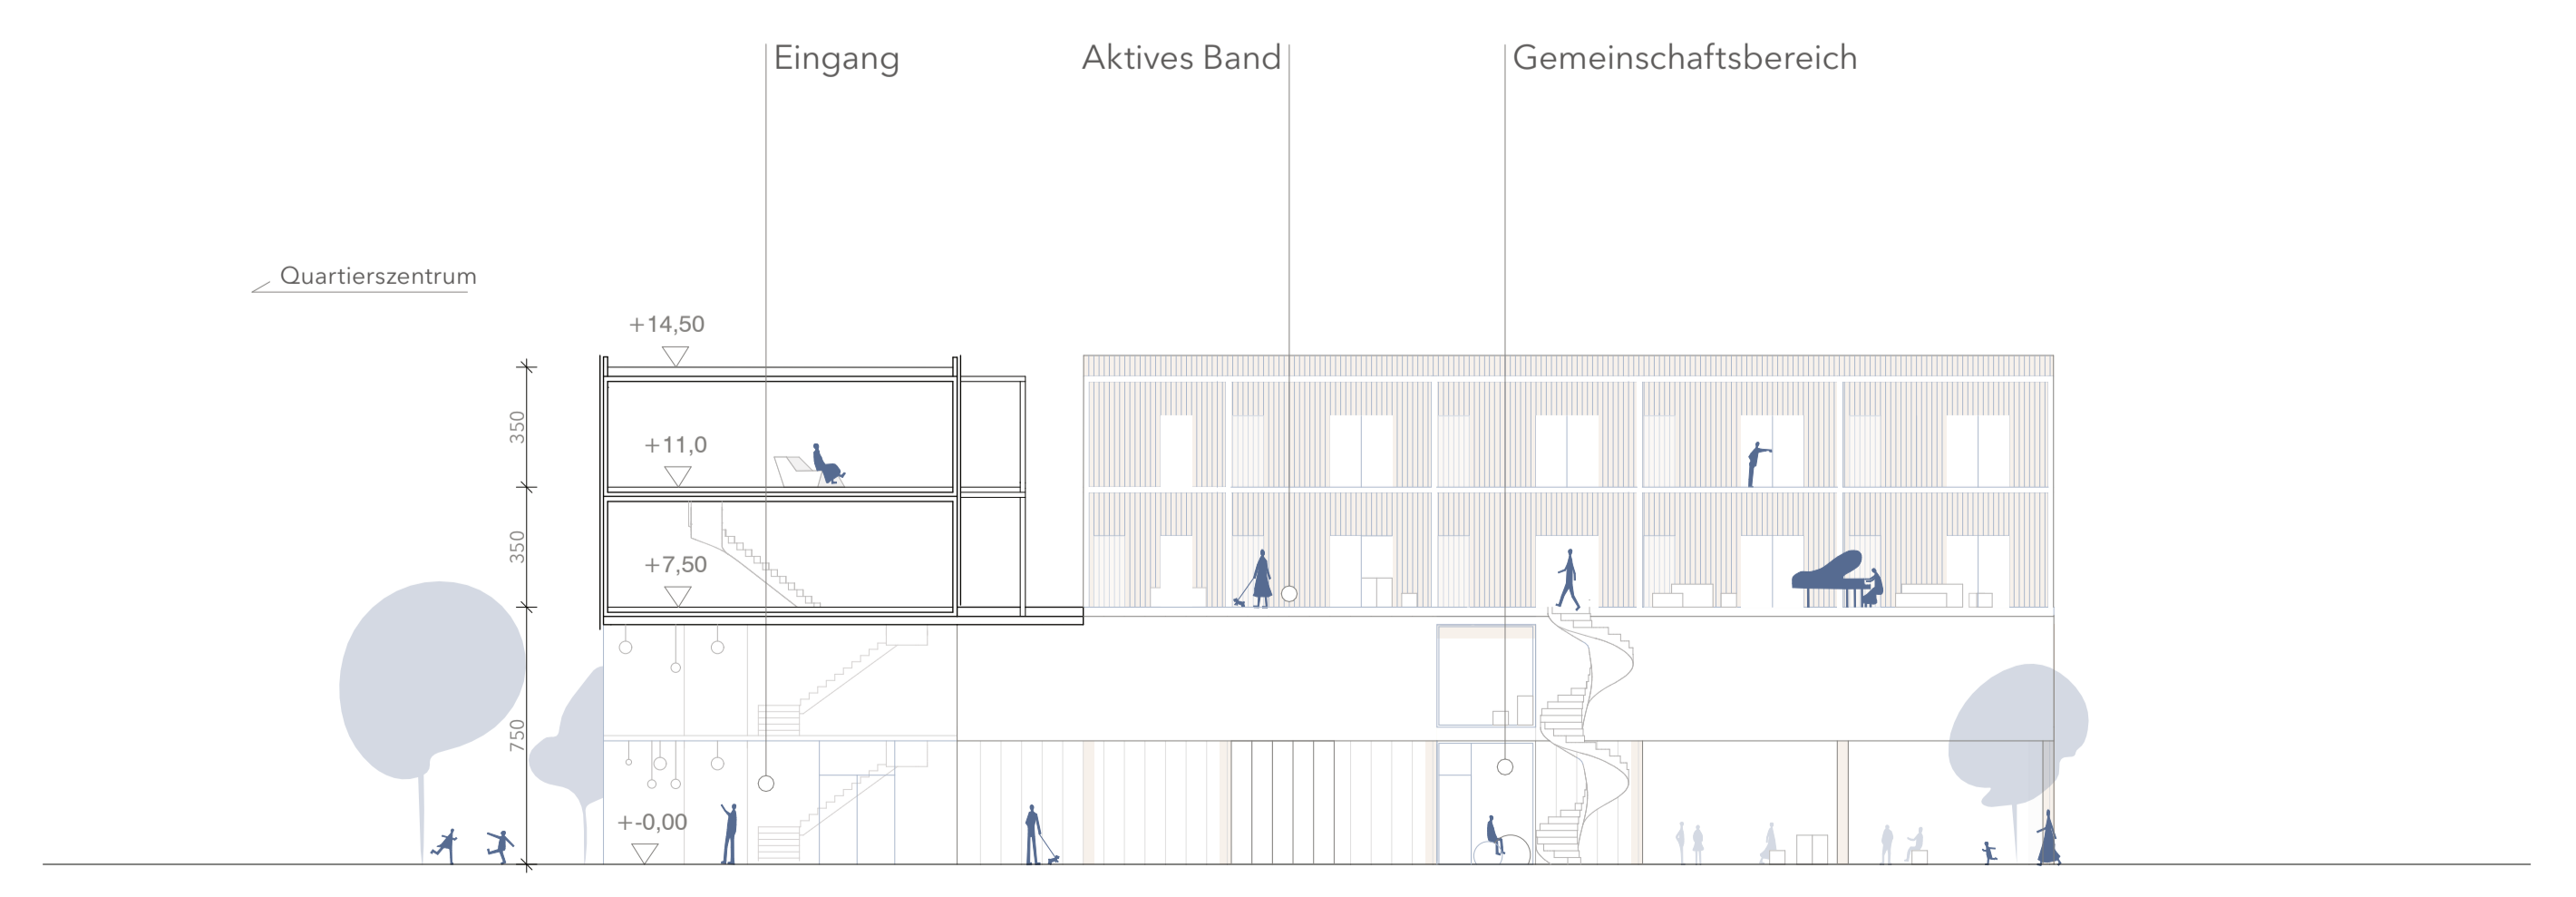 Eingang
Aktives Band
Gemeinschaftsbereich
Quartierszentrum
+14,50
350
+11,0
350
+7,50
750
+-0,00